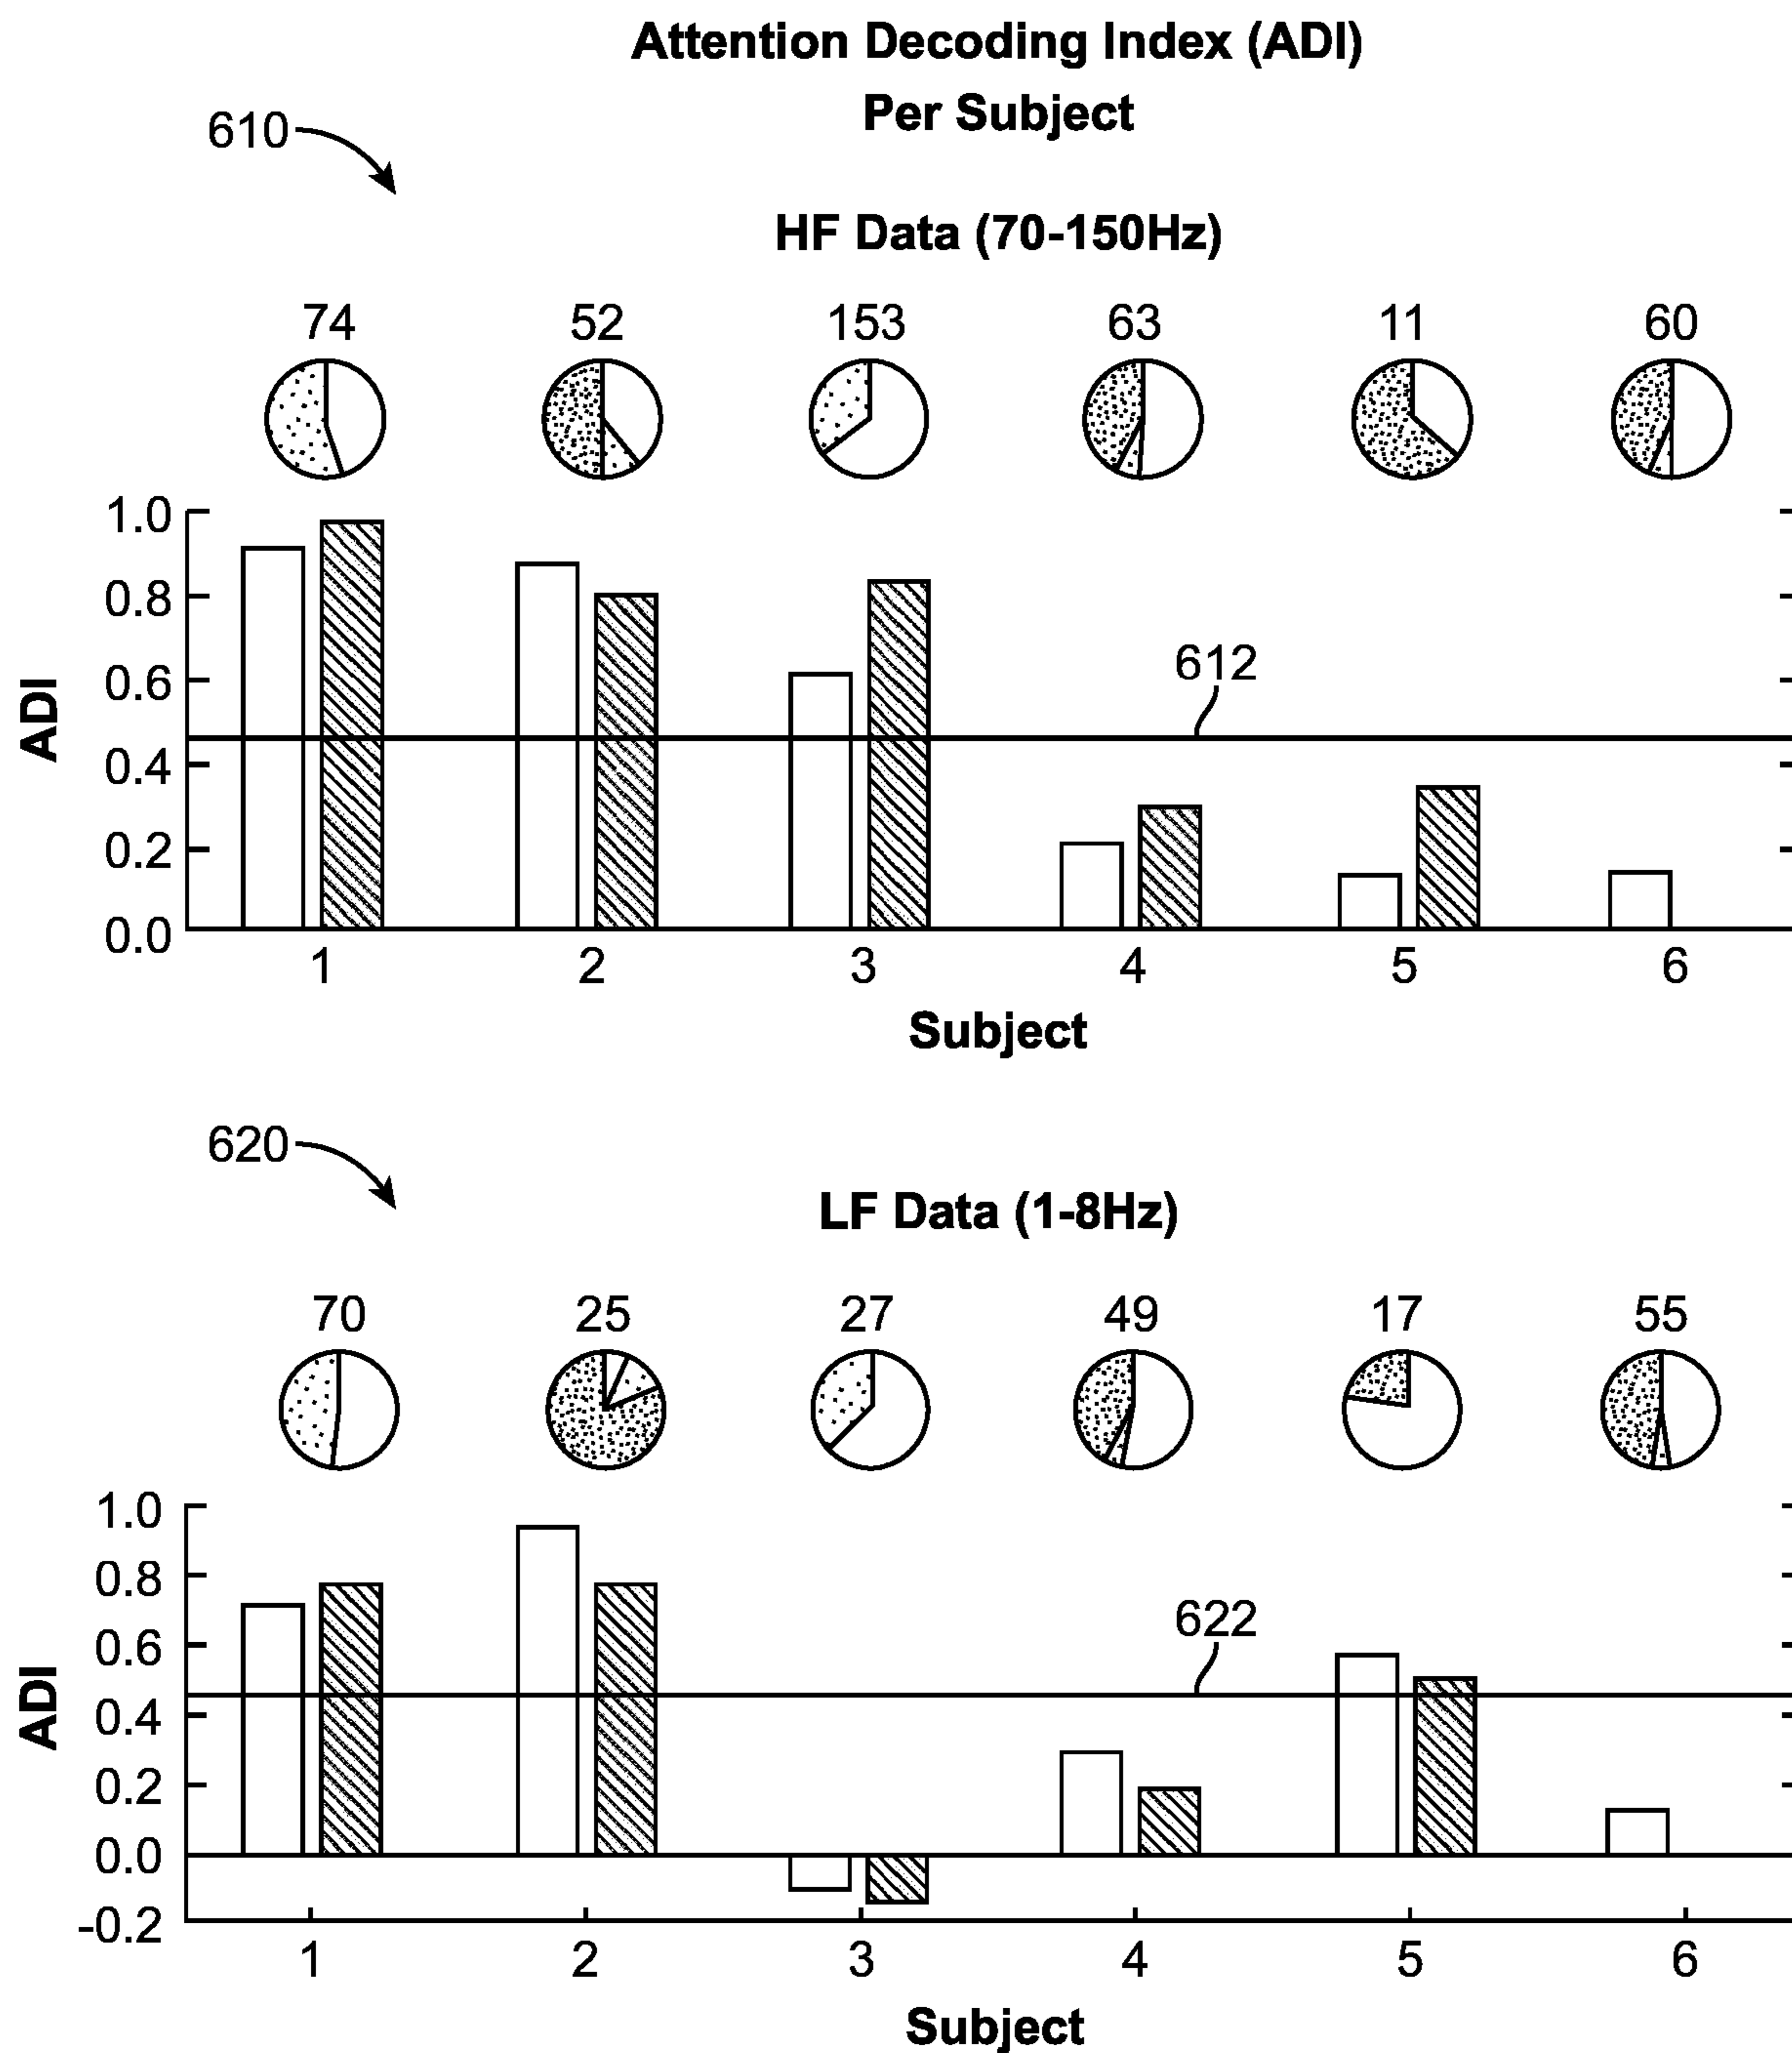 Attention Decoding Index (ADI)
Per Subject
610
HF Data (70-150Hz)
74 52 153 63 11 60
1.0
0.8
0.6
0.4
0.2
0.0
ADI
612
1 2 3 4 5 6
Subject
620
LF Data (1-8Hz)
70 25 27 49 17 55
1.0
0.8
0.6
0.4
0.2
0.0
-0.2
ADI
622
1 2 3 4 5 6
Subject